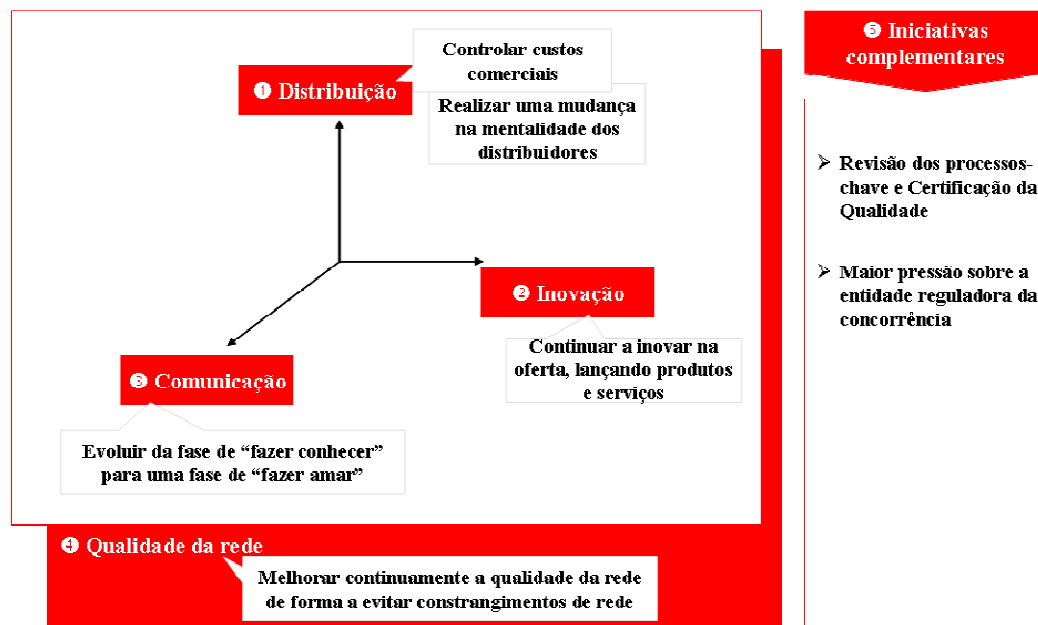 ❶ Distribuição
Controlar custos
comerciais
Realizar uma mudança
na mentalidade dos
distribuidores
❷ Inovação
Continuar a inovar na
oferta, lançando produtos
e serviços
❸ Comunicação
Evoluir da fase de “fazer conhecer”
para uma fase de “fazer amar”
❹ Qualidade da rede
Melhorar continuamente a qualidade da rede
de forma a evitar constrangimentos de rede
❺ Iniciativas
complementares
➢ Revisão dos processos-
chave e Certificação da
Qualidade
➢ Maior pressão sobre a
entidade reguladora da
concorrência